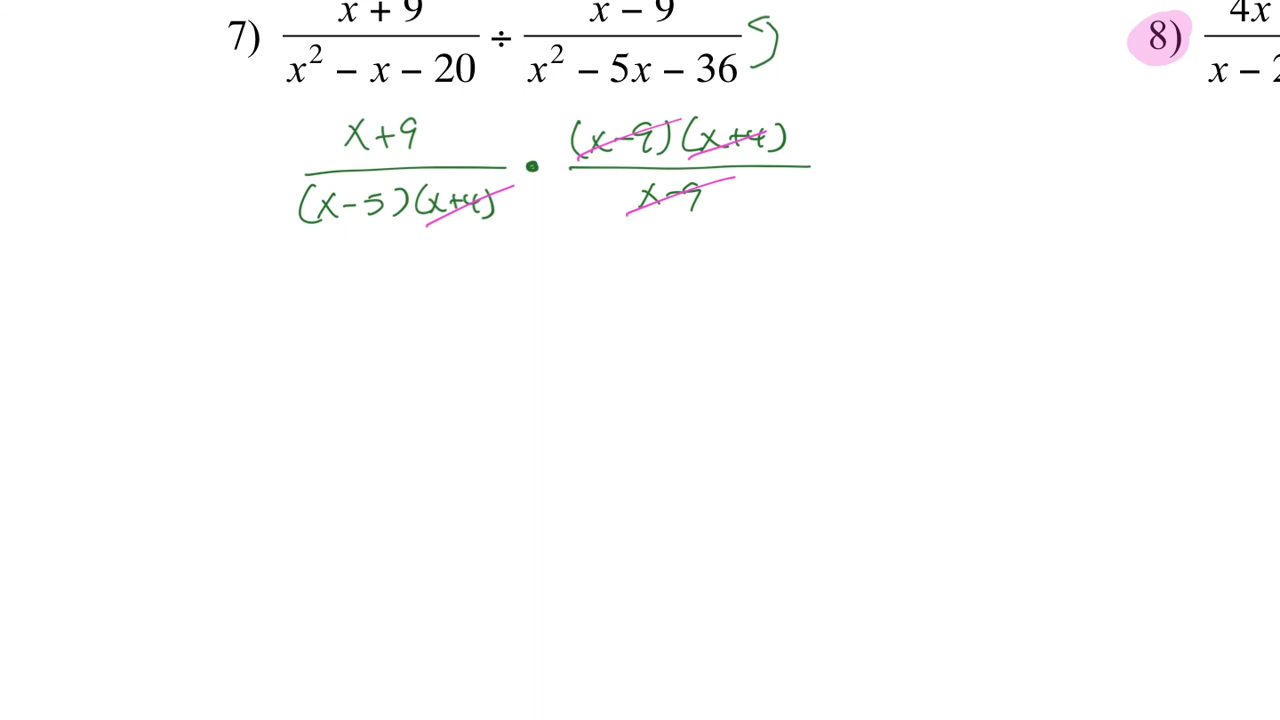 7) x + 9 / x² − x − 20 ÷ x − 9 / x² − 5x − 36
8) 4x / x − 2
x+9 / (x-5)(x+4) • (x-9)(x+4) / x-9